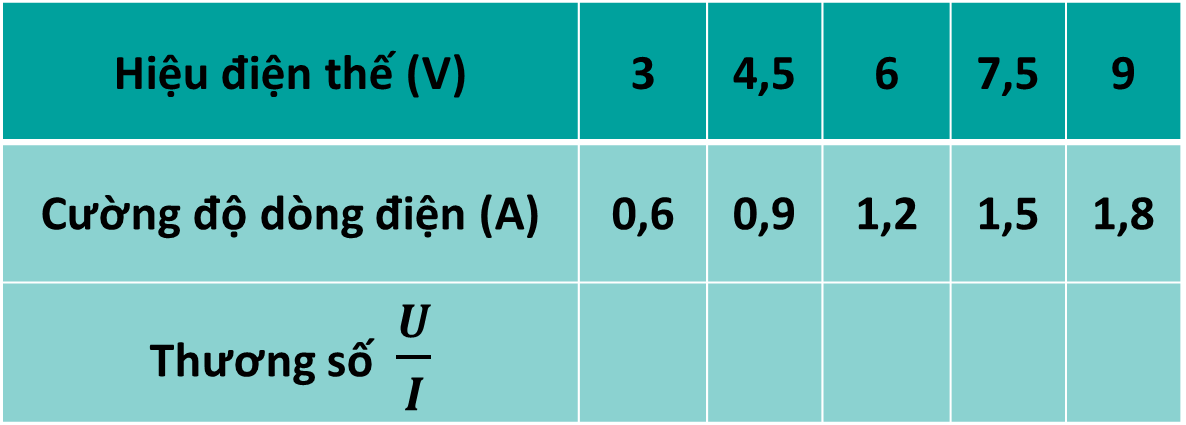 Hiệu điện thế (V) 3 4,5 6 7,5 9
Cường độ dòng điện (A) 0,6 0,9 1,2 1,5 1,8
Thương số U/I